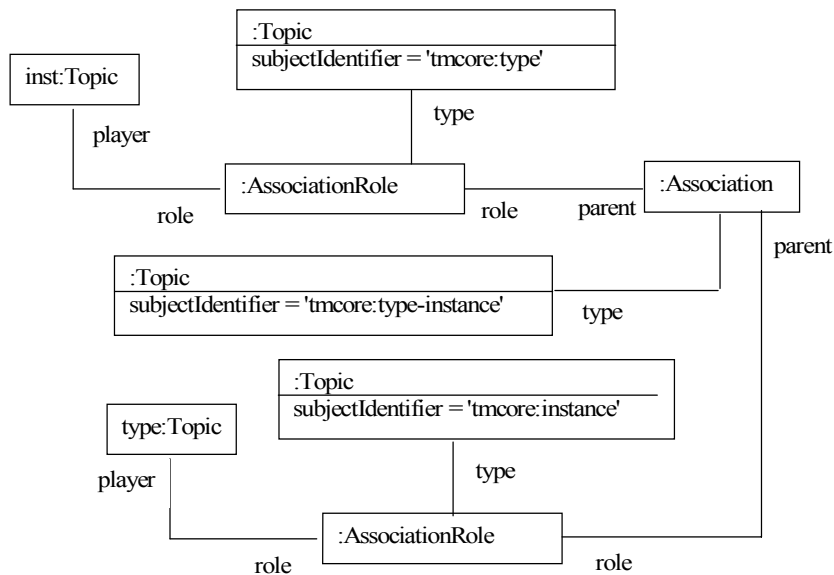 :Topic
subjectIdentifier = 'tmcore:type'
inst:Topic
type
player
:AssociationRole
:Association
role
role
parent
parent
:Topic
subjectIdentifier = 'tmcore:type-instance'
type
:Topic
subjectIdentifier = 'tmcore:instance'
type:Topic
type
player
:AssociationRole
role
role